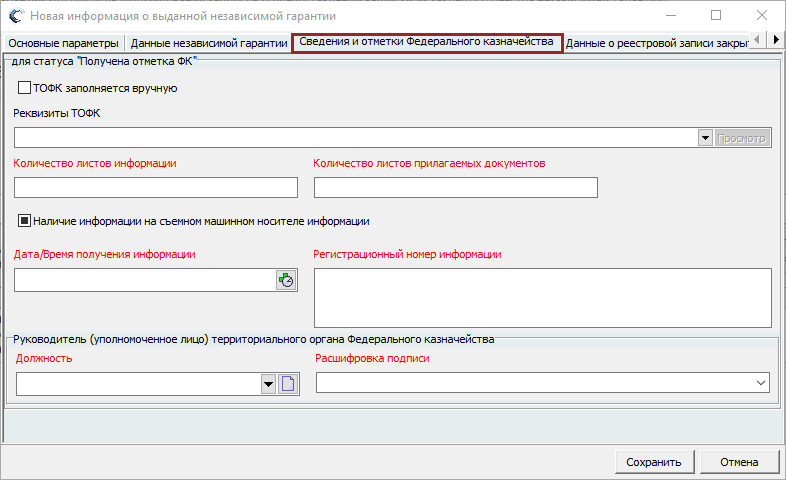 Новая информация о выданной независимой гарантии
Основные параметры Данные независимой гарантии Сведения и отметки Федерального казначейства Данные о реестровой записи закрыт
для статуса "Получена отметка ФК"
ТОФК заполняется вручную
Реквизиты ТОФК
Просмотр
Количество листов информации Количество листов прилагаемых документов
Наличие информации на съемном машинном носителе информации
Дата/Время получения информации Регистрационный номер информации
Руководитель (уполномоченное лицо) территориального органа Федерального казначейства
Должность Расшифровка подписи
Сохранить Отмена